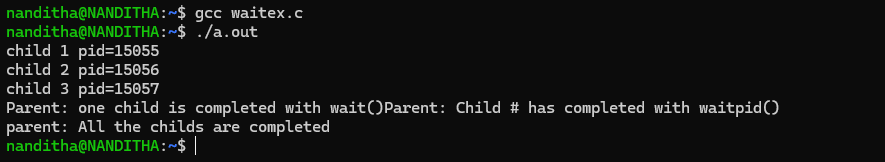 nanditha@NANDITHA:~$ gcc waitex.c
nanditha@NANDITHA:~$ ./a.out
child 1 pid=15055
child 2 pid=15056
child 3 pid=15057
Parent: one child is completed with wait()Parent: Child # has completed with waitpid()
parent: All the childs are completed
nanditha@NANDITHA:~$